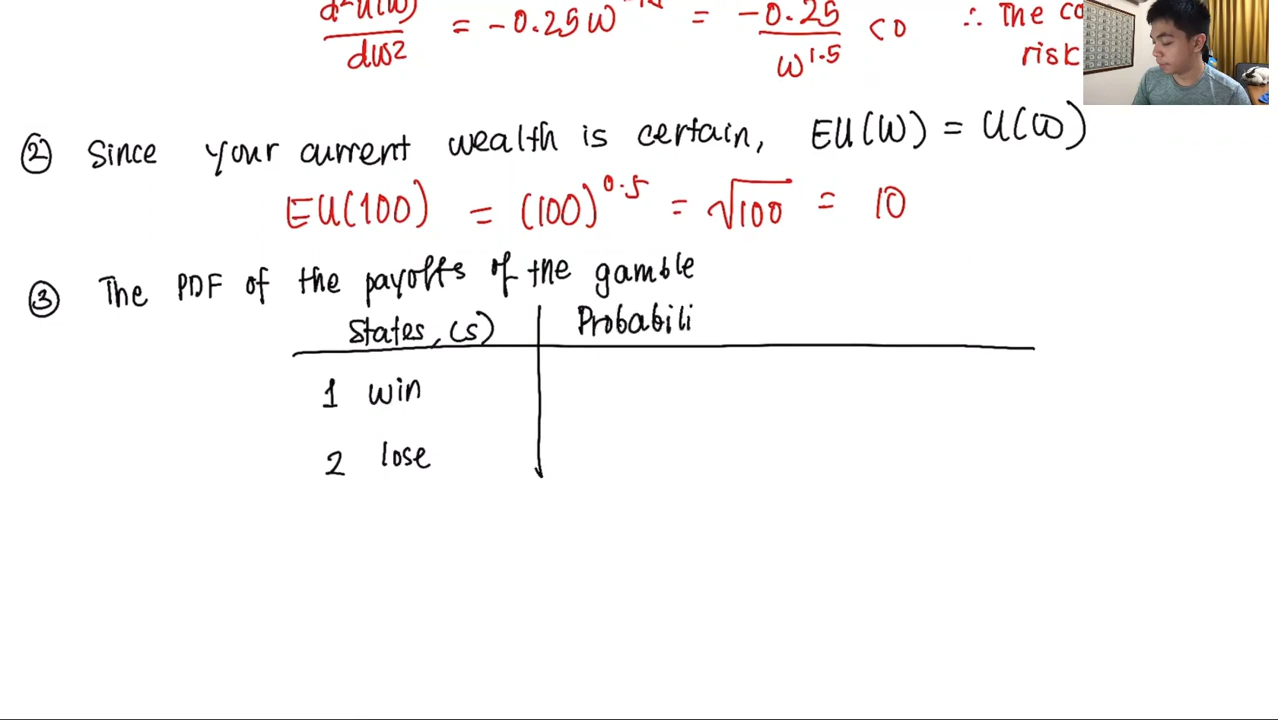 d²U(W)
dW² = -0.25W = -0.25 / W^1.5 < 0 ∴ The
risk
② Since your current wealth is certain, EU(W) = U(W)
EU(100) = (100)^0.5 = √100 = 10
③ The PDF of the payoffs of the gamble
States, (s) Probabili
1 win
2 lose